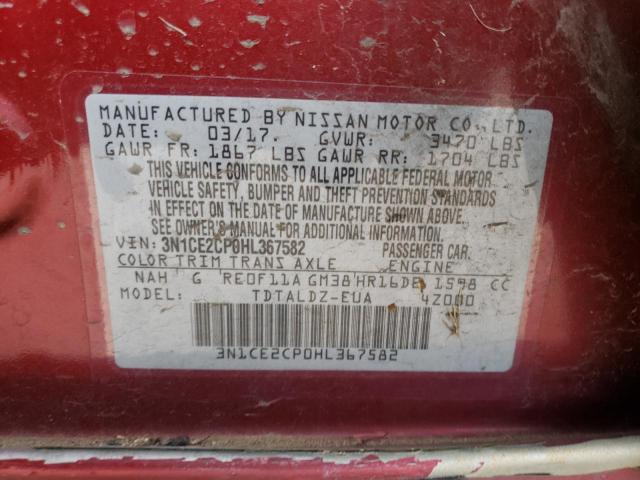 MANUFACTURED BY NISSAN MOTOR CO., LTD.
DATE: 03/17. GVWR: 3470 LBS
GAWR FR: 1867 LBS GAWR RR: 1704 LBS
THIS VEHICLE CONFORMS TO ALL APPLICABLE FEDERAL MOTOR
VEHICLE SAFETY, BUMPER AND THEFT PREVENTION STANDARDS
IN EFFECT ON THE DATE OF MANUFACTURE SHOWN ABOVE.
SEE OWNER'S MANUAL FOR ADDITIONAL INFORMATION.
VIN: 3N1CE2CP0HL367582 PASSENGER CAR.
COLOR TRIM TRANS AXLE ENGINE
NAH G RE0F11A GM38 HR16DE 1598 CC
MODEL: TDTALDZ-EUA 4Z000
3N1CE2CP0HL367582